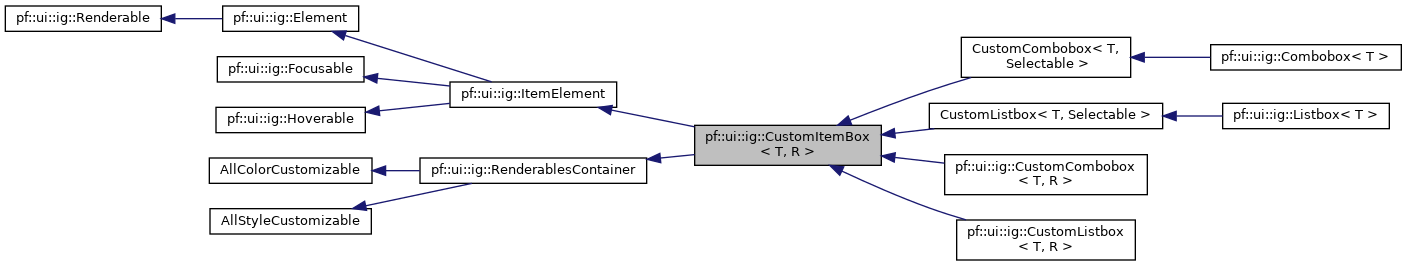 pf::ui::ig::Renderable
pf::ui::ig::Element
pf::ui::ig::Focusable
pf::ui::ig::Hoverable
pf::ui::ig::ItemElement
AllColorCustomizable
AllStyleCustomizable
pf::ui::ig::RenderablesContainer
pf::ui::ig::CustomItemBox
< T, R >
CustomCombobox< T,
Selectable >
pf::ui::ig::Combobox< T >
CustomListbox< T, Selectable >
pf::ui::ig::Listbox< T >
pf::ui::ig::CustomCombobox
< T, R >
pf::ui::ig::CustomListbox
< T, R >